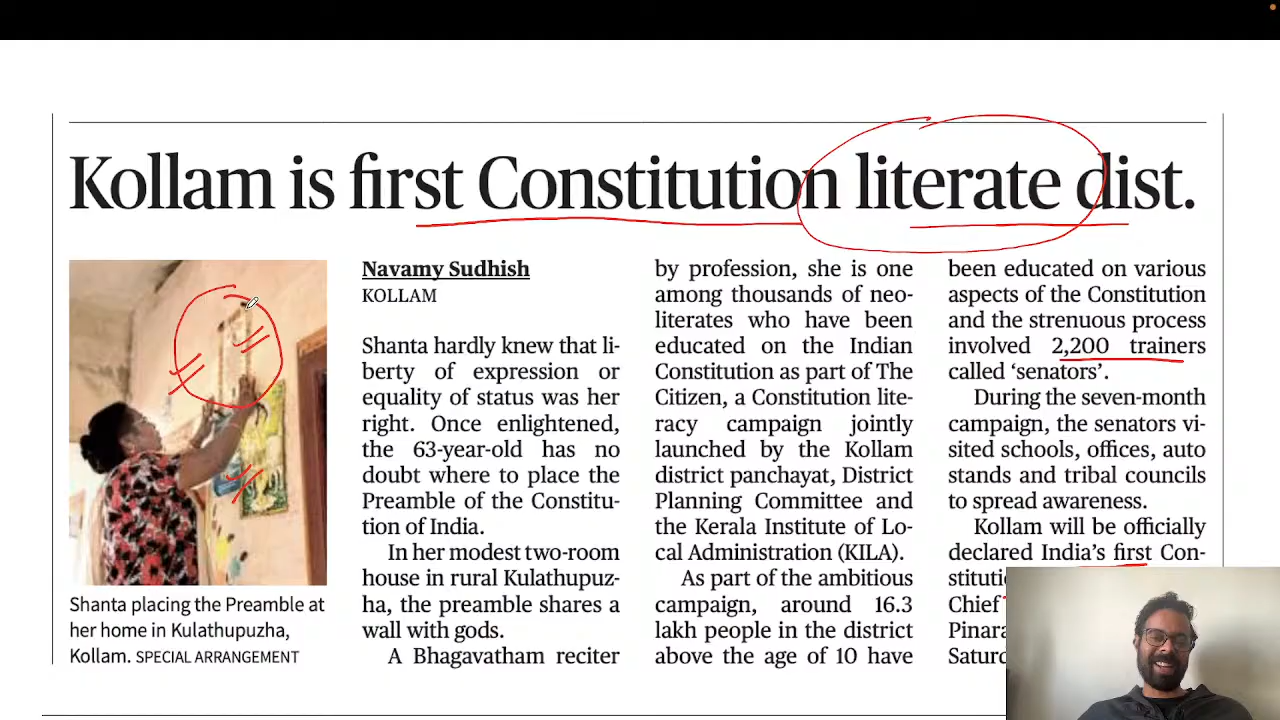 Kollam is first Constitution literate dist.
Navamy Sudhish
KOLLAM
Shanta hardly knew that li-
berty of expression or
equality of status was her
right. Once enlightened,
the 63-year-old has no
doubt where to place the
Preamble of the Constitu-
tion of India.
In her modest two-room
house in rural Kulathupuz-
ha, the preamble shares a
wall with gods.
A Bhagavatham reciter
by profession, she is one
among thousands of neo-
literates who have been
educated on the Indian
Constitution as part of The
Citizen, a Constitution lite-
racy campaign jointly
launched by the Kollam
district panchayat, District
Planning Committee and
the Kerala Institute of Lo-
cal Administration (KILA).
As part of the ambitious
campaign, around 16.3
lakh people in the district
above the age of 10 have
been educated on various
aspects of the Constitution
and the strenuous process
involved 2,200 trainers
called ‘senators’.
During the seven-month
campaign, the senators vi-
sited schools, offices, auto
stands and tribal councils
to spread awareness.
Kollam will be officially
declared India’s first Con-
Chief
Shanta placing the Preamble at
her home in Kulathupuzha,
Kollam. SPECIAL ARRANGEMENT